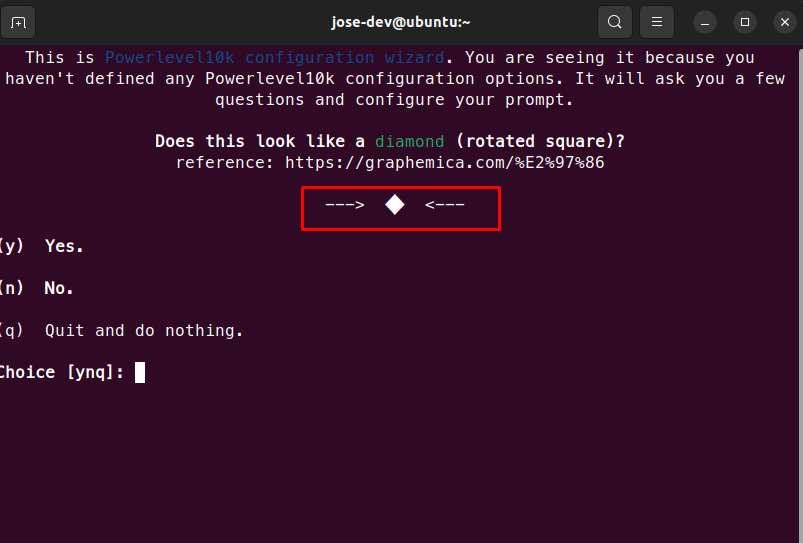 jose-dev@ubuntu:~
This is Powerlevel10k configuration wizard. You are seeing it because you
haven't defined any Powerlevel10k configuration options. It will ask you a few
questions and configure your prompt.
Does this look like a diamond (rotated square)?
reference: https://graphemica.com/%E2%97%86
---> ◆ <---
(y) Yes.
(n) No.
(q) Quit and do nothing.
Choice [ynq]: